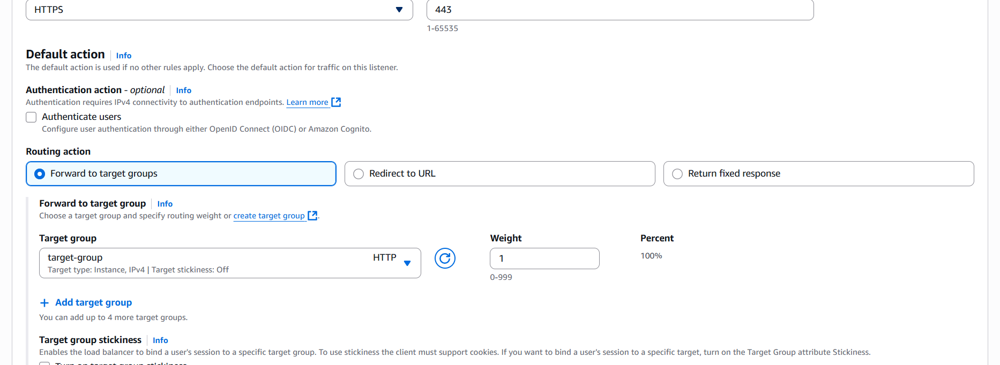 HTTPS
443
1-65535
Default action
Info
The default action is used if no other rules apply. Choose the default action for traffic on this listener.
Authentication action - optional
Info
Authentication requires IPv4 connectivity to authentication endpoints. Learn more
Authenticate users
Configure user authentication through either OpenID Connect (OIDC) or Amazon Cognito.
Routing action
Forward to target groups
Redirect to URL
Return fixed response
Forward to target group
Info
Choose a target group and specify routing weight or create target group.
Target group
Weight
Percent
target-group
HTTP
Target type: Instance, IPv4 | Target stickiness: Off
1
100%
0-999
+ Add target group
You can add up to 4 more target groups.
Target group stickiness
Info
Enables the load balancer to bind a user's session to a specific target group. To use stickiness the client must support cookies. If you want to bind a user's session to a specific target, turn on the Target Group attribute Stickiness.
Turn on target group stickiness